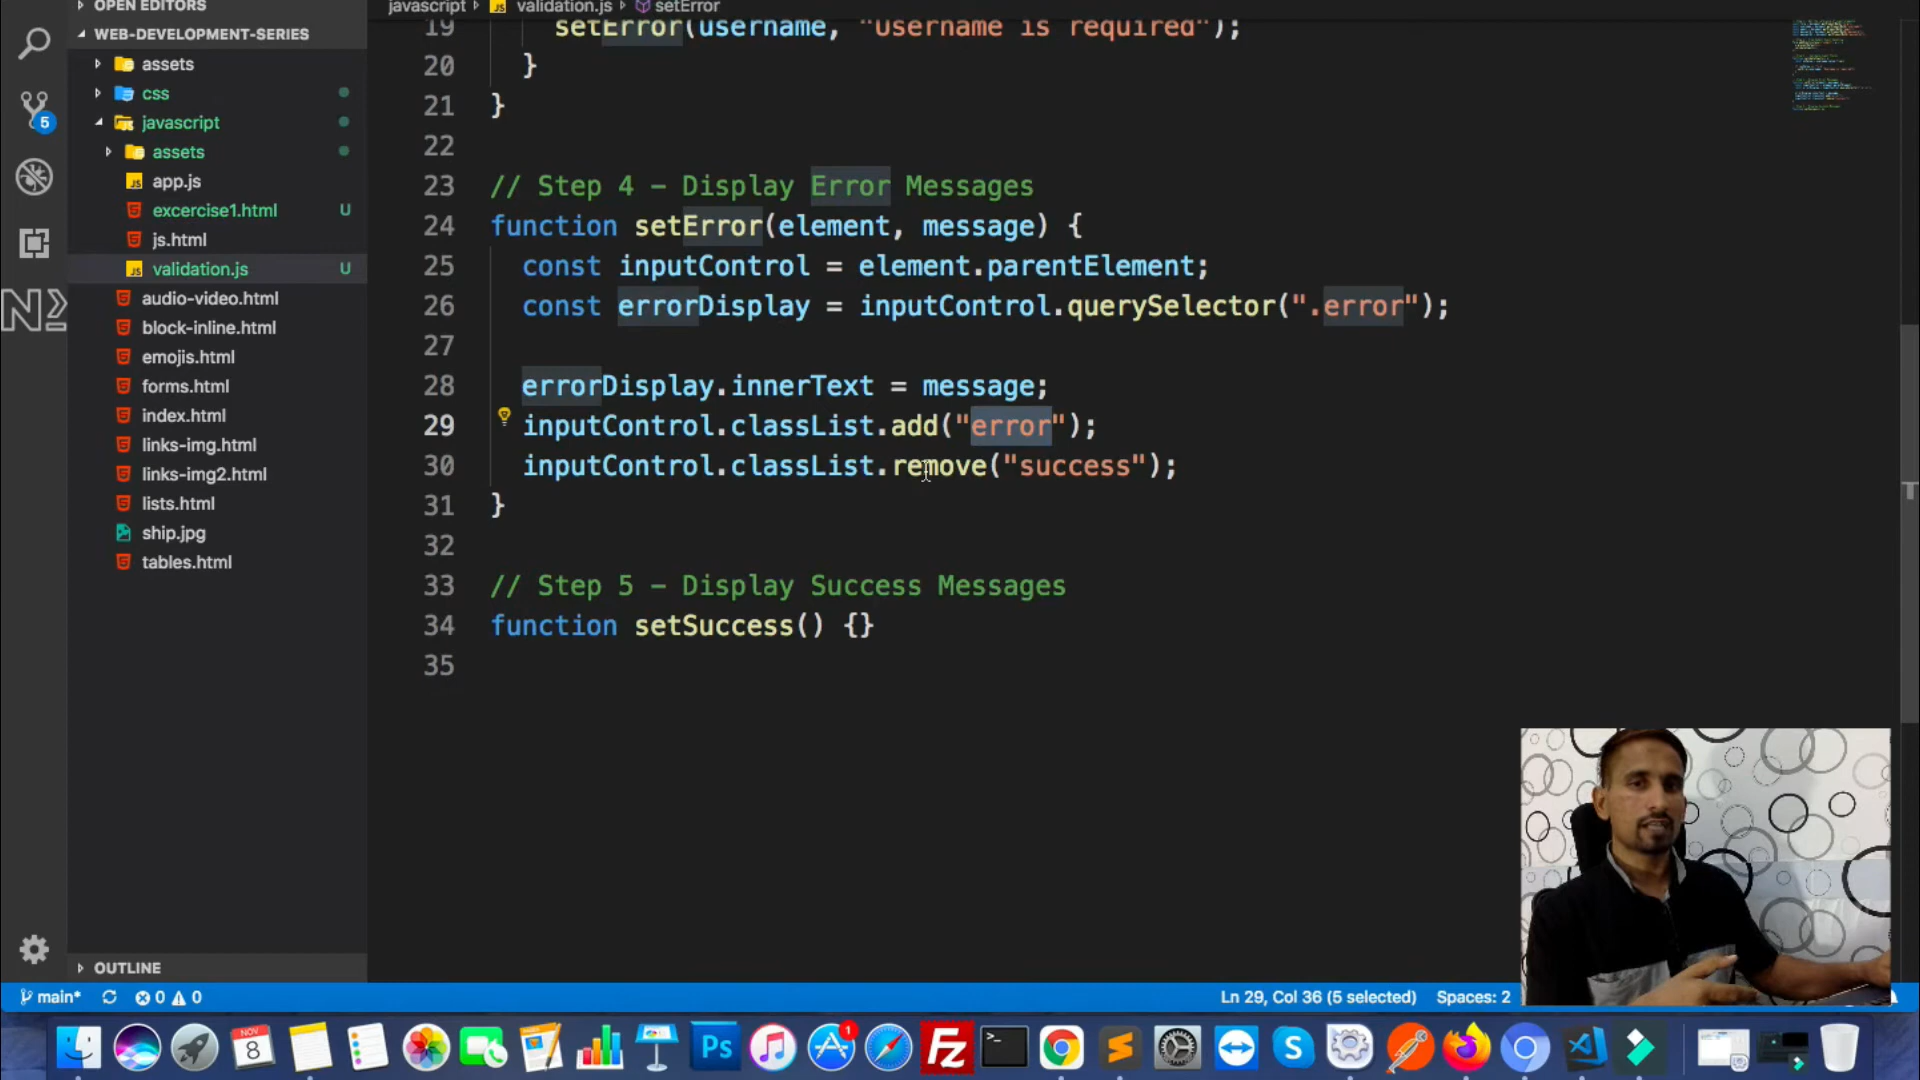 OPEN EDITORS
WEB-DEVELOPMENT-SERIES
assets
css
javascript
assets
app.js
excercise1.html U
js.html
validation.js U
audio-video.html
block-inline.html
emojis.html
forms.html
index.html
links-img.html
links-img2.html
lists.html
ship.jpg
tables.html
OUTLINE
5
javascript › validation.js › setError
19 setError(username, "Username is required");
20 }
21 }
22
23 // Step 4 - Display Error Messages
24 function setError(element, message) {
25 const inputControl = element.parentElement;
26 const errorDisplay = inputControl.querySelector(".error");
27
28 errorDisplay.innerText = message;
29 inputControl.classList.add("error");
30 inputControl.classList.remove("success");
31 }
32
33 // Step 5 - Display Success Messages
34 function setSuccess() {}
35
main* 0 0 Ln 29, Col 36 (5 selected) Spaces: 2
NOV
8
Ps
1
Fz
S